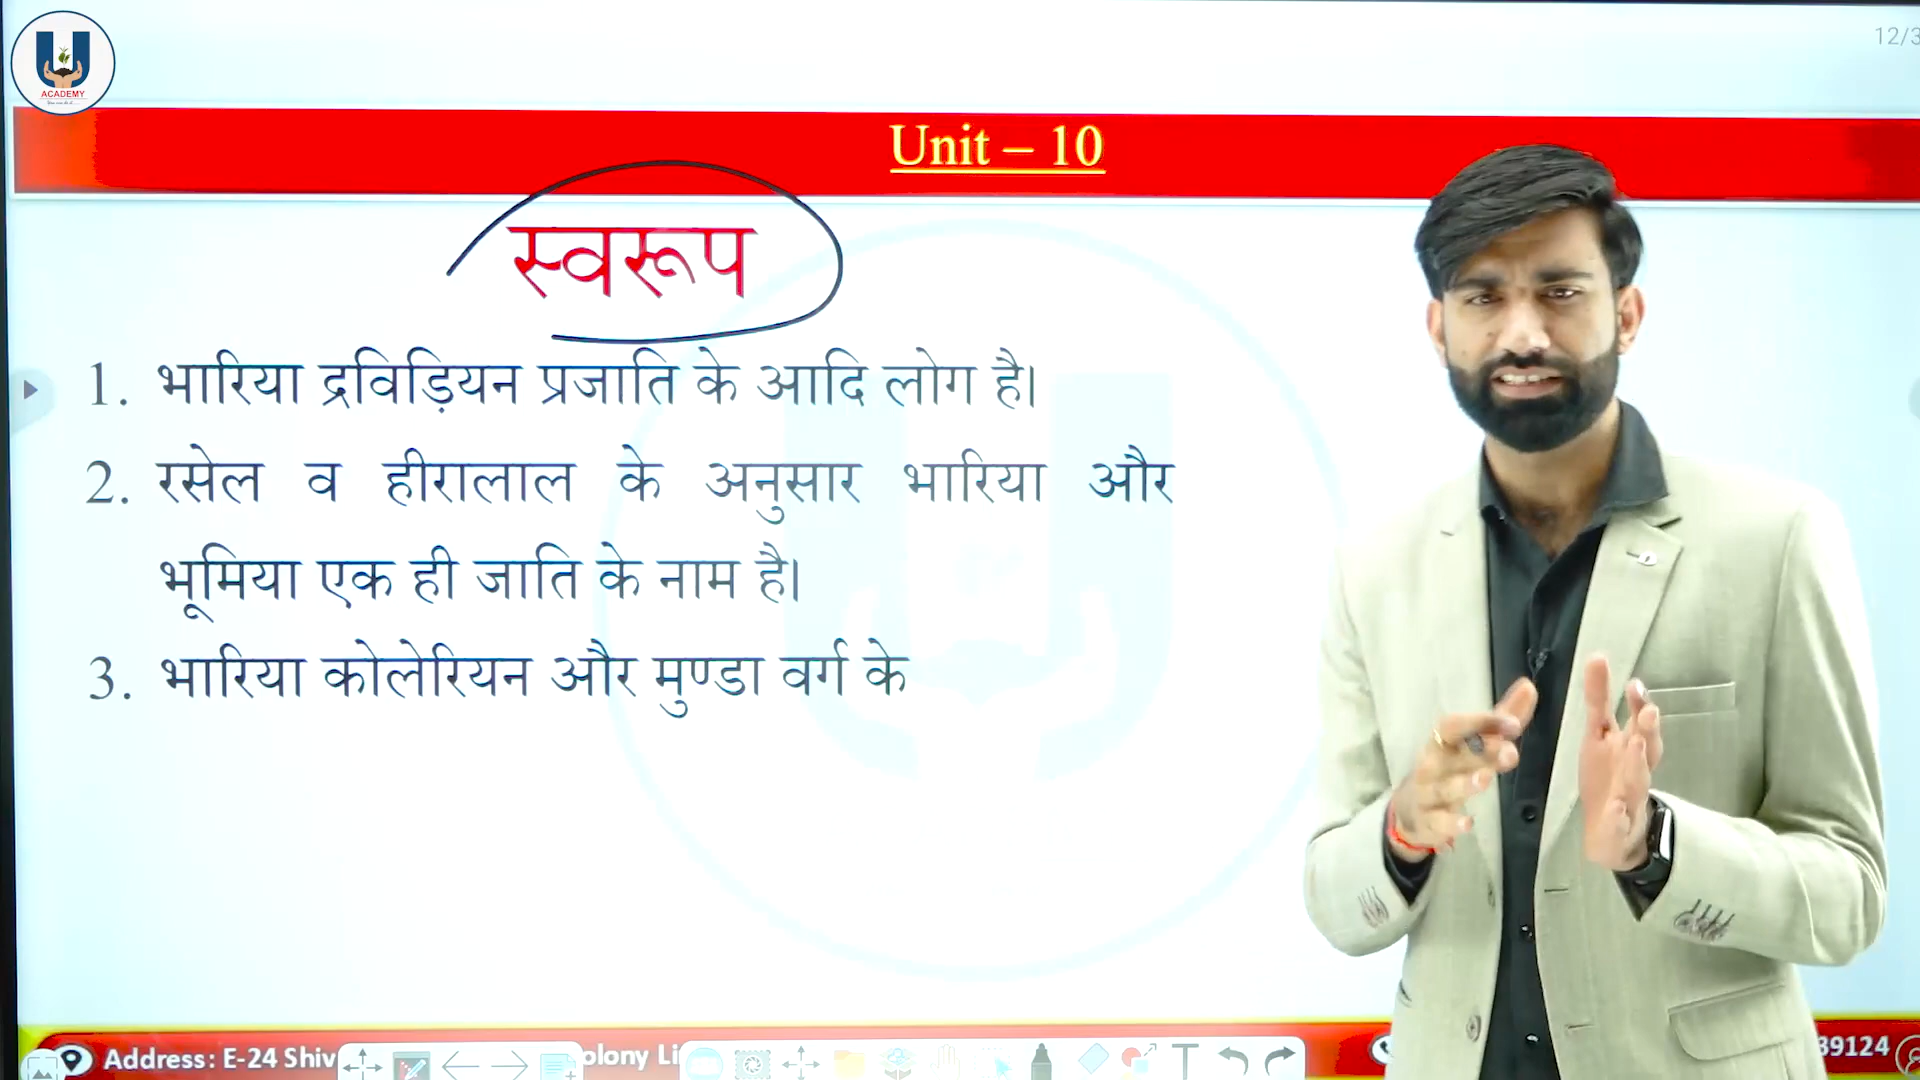 U
ACADEMY
12/3
Unit – 10
स्वरूप
1. भारिया द्रविड़ियन प्रजाति के आदि लोग है।
2. रसेल व हीरालाल के अनुसार भारिया और
भूमिया एक ही जाति के नाम है।
3. भारिया कोलेरियन और मुण्डा वर्ग के
Address: E-24 Shiv
olony Li
39124